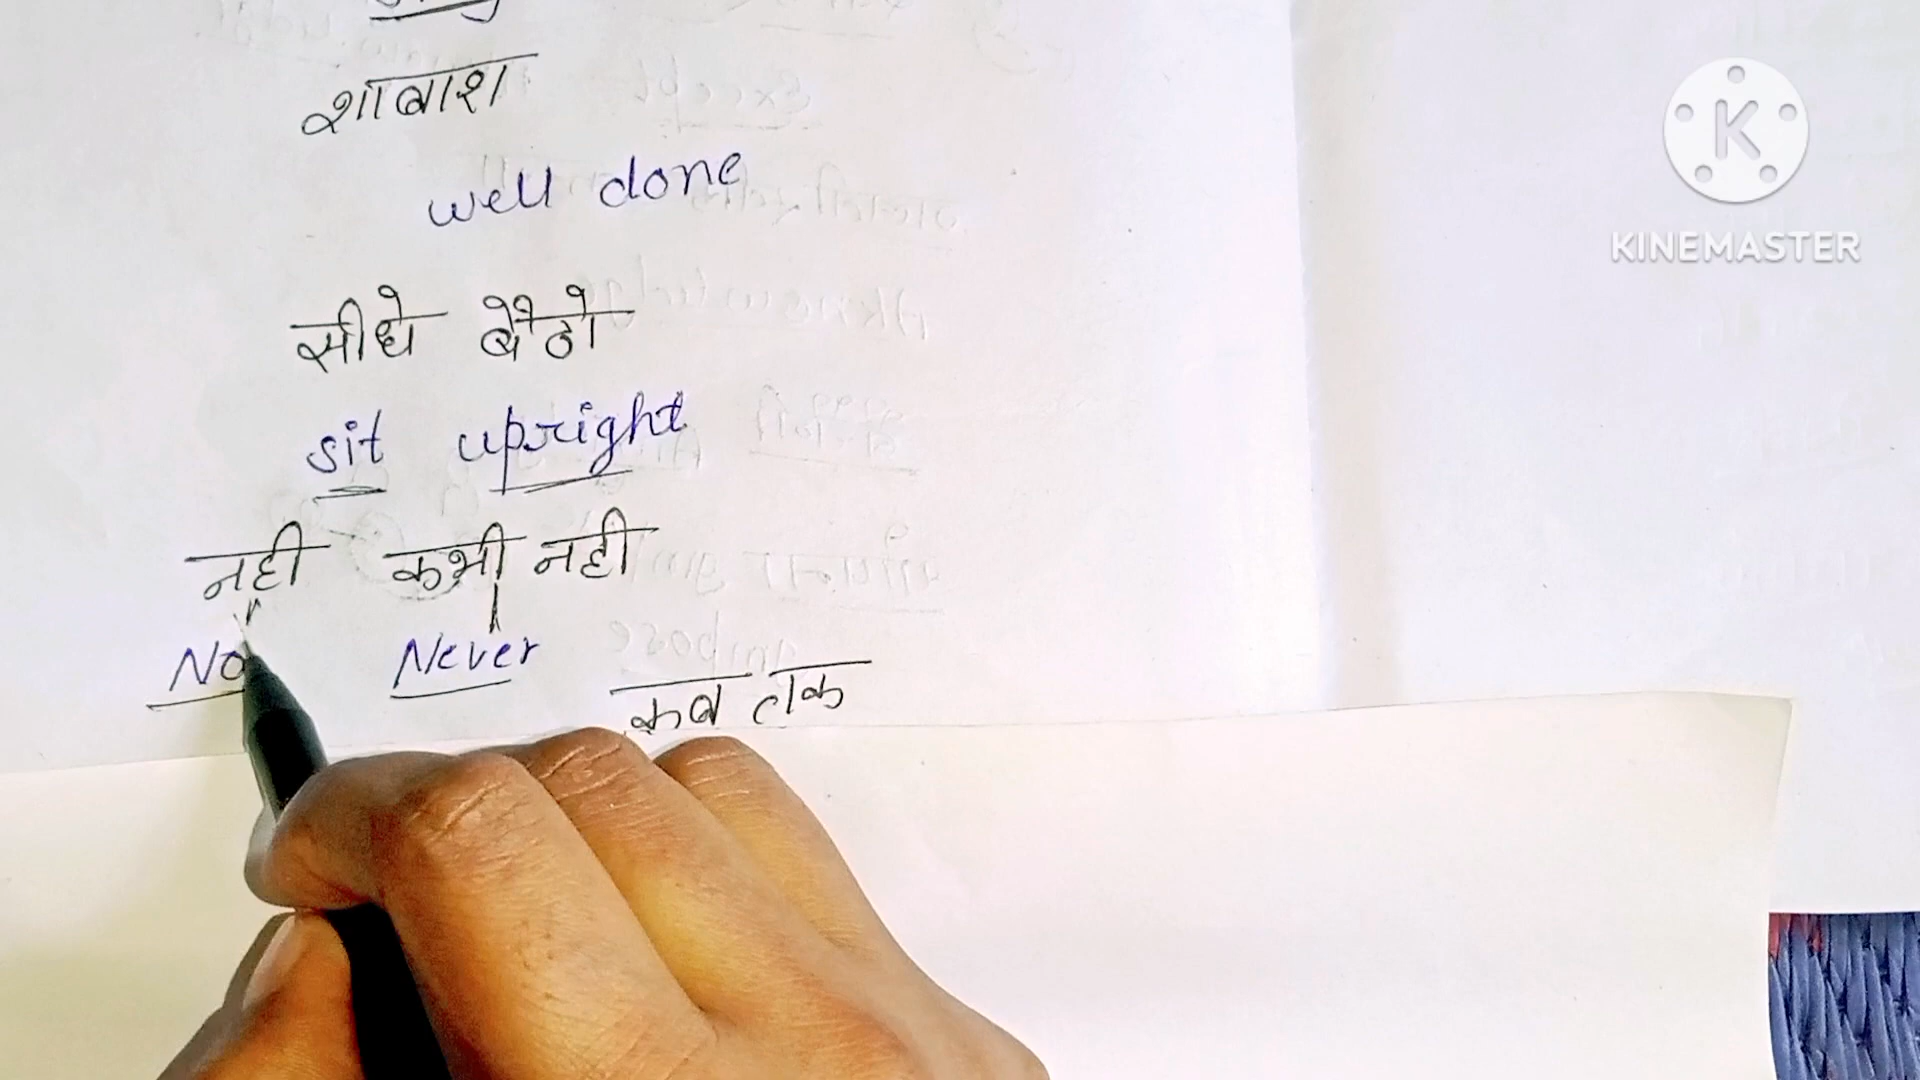 शाबाश
well done
सीधे बैठो
sit upright
नही कभी नही
No Never
कब तक
K
KINEMASTER